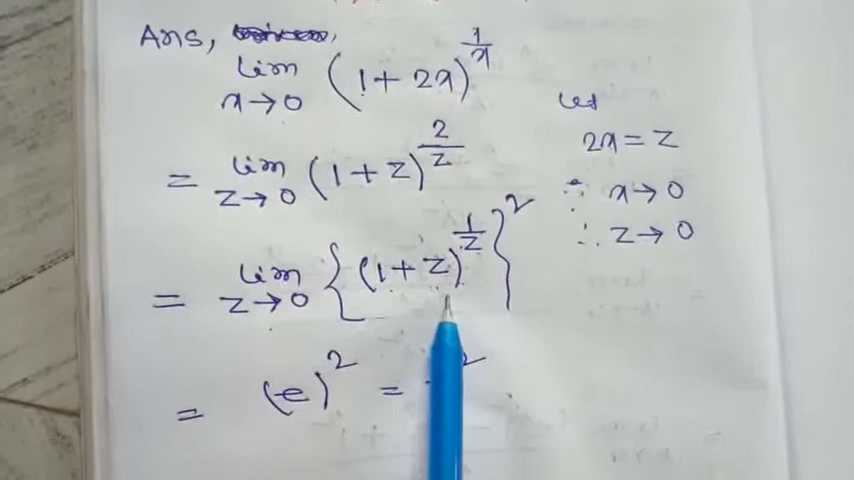 Ans,
lim x→0 (1 + 2x)^(1/x)
let
2x = z
= lim z→0 (1 + z)^(2/z)
∵ x→0
∴ z→0
= lim z→0 {(1 + z)^(1/z)}^2
= (e)^2 =